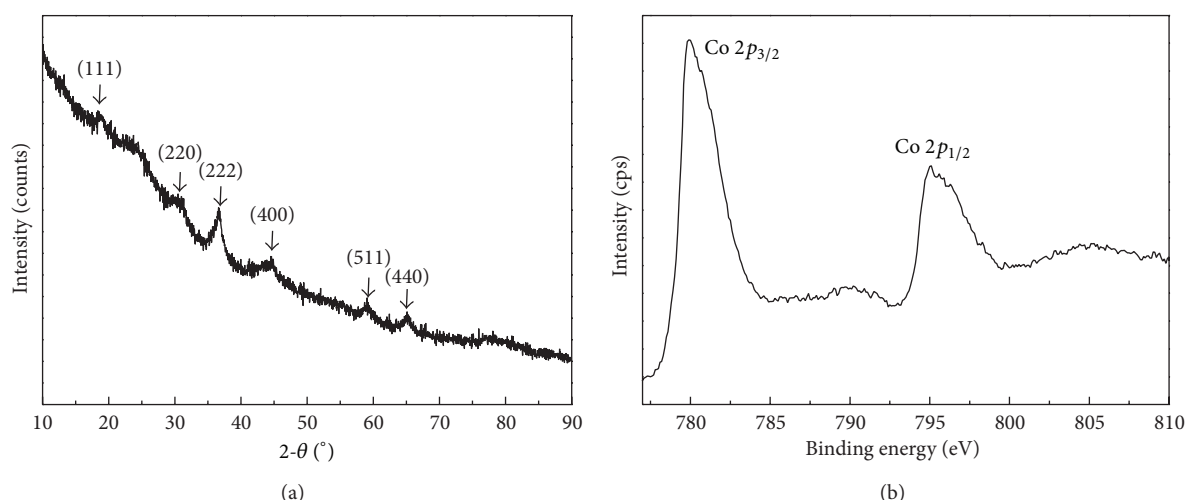 Intensity (counts)
(111)
(220)
(222)
(400)
(511)
(440)
10 20 30 40 50 60 70 80 90
2-θ (°)
(a)
Intensity (cps)
Co 2p3/2
Co 2p1/2
780 785 790 795 800 805 810
Binding energy (eV)
(b)